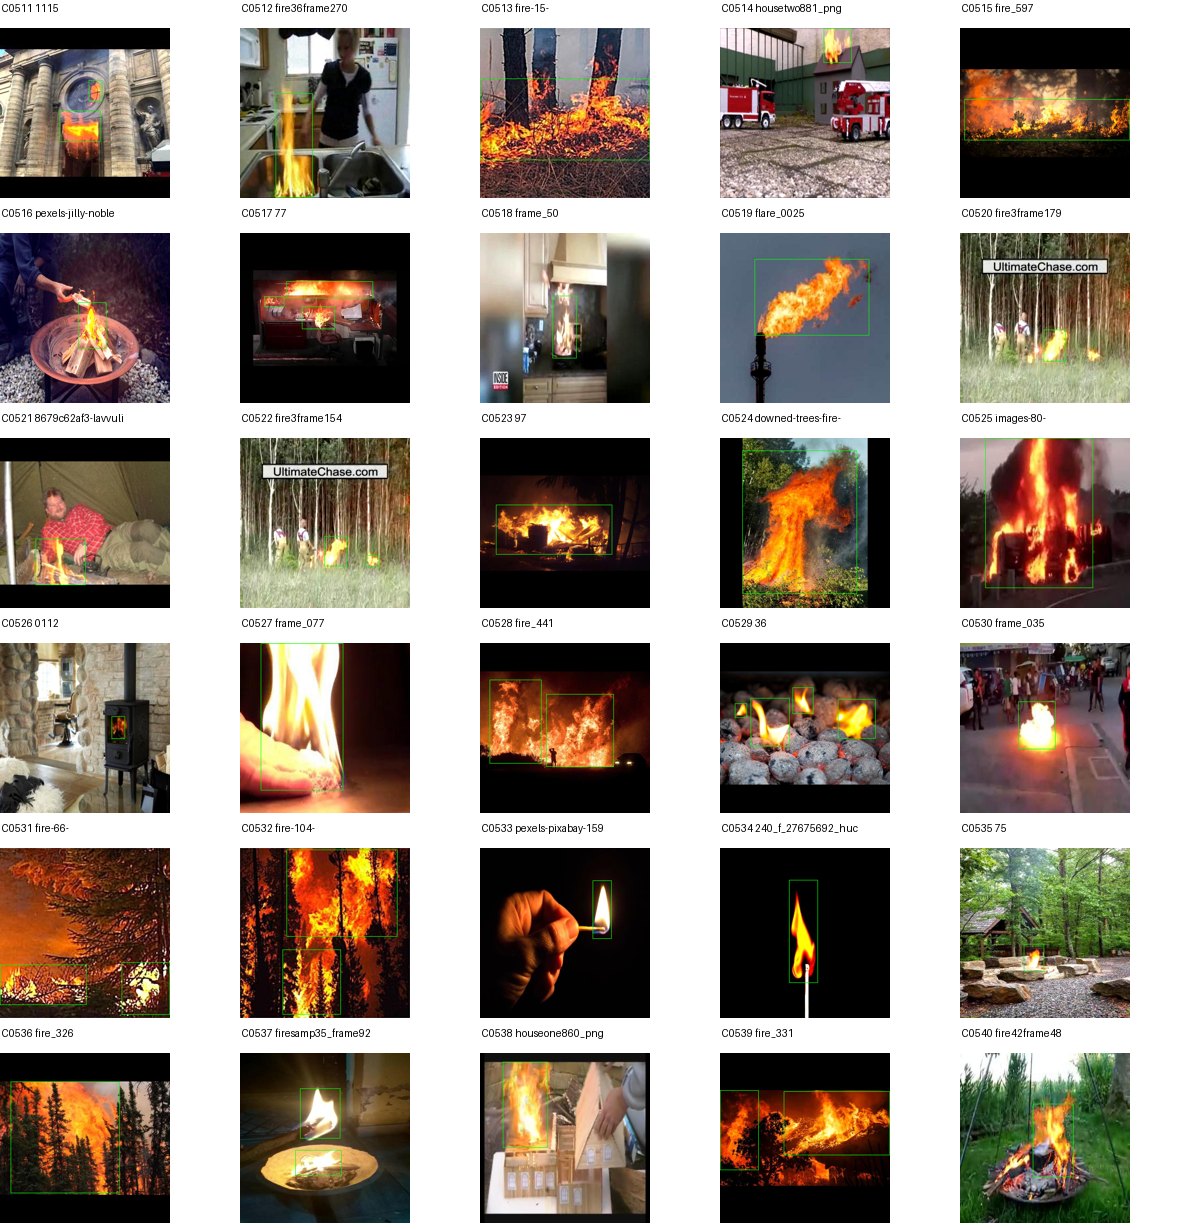 C0511 1115
C0512 fire36frame270
C0513 fire-15-
C0514 housetwo881_png
C0515 fire_597
C0516 pexels-jilly-noble
C0517 77
C0518 frame_50
C0519 flare_0025
C0520 fire3frame179
INSIDE
EDITION
UltimateChase.com
C0521 8679c62af3-lavvuli
C0522 fire3frame154
C0523 97
C0524 downed-trees-fire-
C0525 images-80-
UltimateChase.com
C0526 0112
C0527 frame_077
C0528 fire_441
C0529 36
C0530 frame_035
C0531 fire-66-
C0532 fire-104-
C0533 pexels-pixabay-159
C0534 240_f_27675692_huc
C0535 75
C0536 fire_326
C0537 firesamp35_frame92
C0538 houseone860_png
C0539 fire_331
C0540 fire42frame48